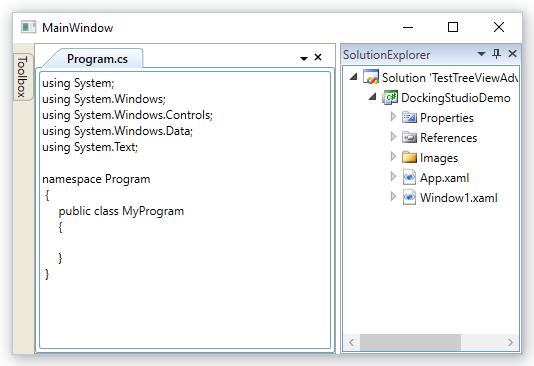 MainWindow
Toolbox
Program.cs
using System;
using System.Windows;
using System.Windows.Controls;
using System.Windows.Data;
using System.Text;
namespace Program
{
public class MyProgram
{
}
}
SolutionExplorer
Solution 'TestTreeViewAdv
DockingStudioDemo
Properties
References
Images
App.xaml
Window1.xaml